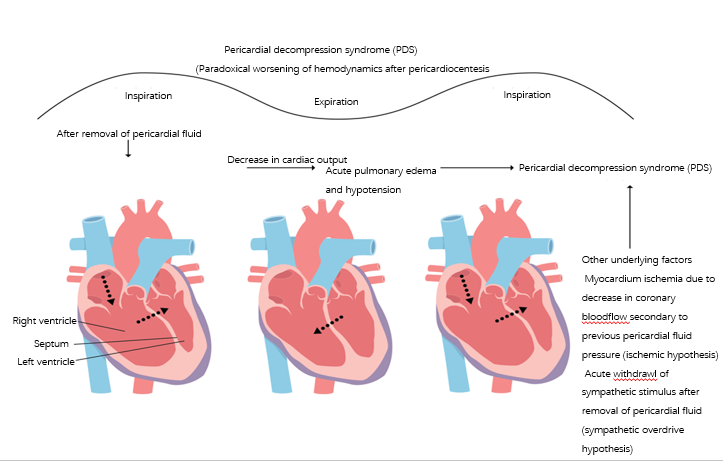 Pericardial decompression syndrome (PDS)
(Paradoxical worsening of hemodynamics after pericardiocentesis
Inspiration
Expiration
Inspiration
After removal of pericardial fluid
Decrease in cardiac output
Acute pulmonary edema
and hypotension
Pericardial decompression syndrome (PDS)
Right ventricle
Septum
Left ventricle
Other underlying factors
Myocardium ischemia due to
decrease in coronary
bloodflow secondary to
previous pericardial fluid
pressure (ischemic hypothesis)
Acute withdrawl of
sympathetic stimulus after
removal of pericardial fluid
(sympathetic overdrive
hypothesis)